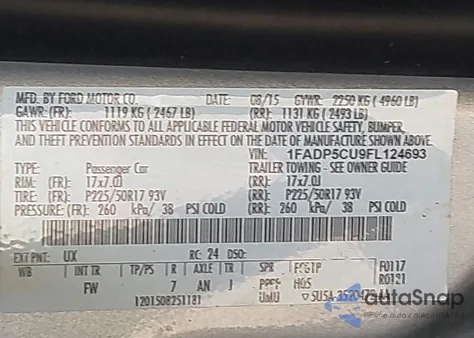 MFD. BY FORD MOTOR CO. DATE: 08/15 GVWR: 2250 KG ( 4960 LB)
GAWR: (FR): 1119 KG ( 2467 LB) (RR): 1131 KG ( 2493 LB)
THIS VEHICLE CONFORMS TO ALL APPLICABLE FEDERAL MOTOR VEHICLE SAFETY, BUMPER,
AND THEFT PREVENTION STANDARDS IN EFFECT ON THE DATE OF MANUFACTURE SHOWN ABOVE.
VIN: 1FADP5CU9FL124693
TYPE: Passenger Car TRAILER TOWING - SEE OWNER GUIDE
RIM: (FR): 17x7.0J (RR): 17x7.0J
TIRE: (FR): P225/50R17 93V (RR): P225/50R17 93V
PRESSURE: (FR): 260 kPa/ 38 PSI COLD (RR): 260 kPa/ 38 PSI COLD
EXT PNT: UX RC: 24 DSO:
WB INT TR TP/PS R AXLE TR SPR F0117
FW 7 AN J HQS
1201508251181 UMU
autoSnap